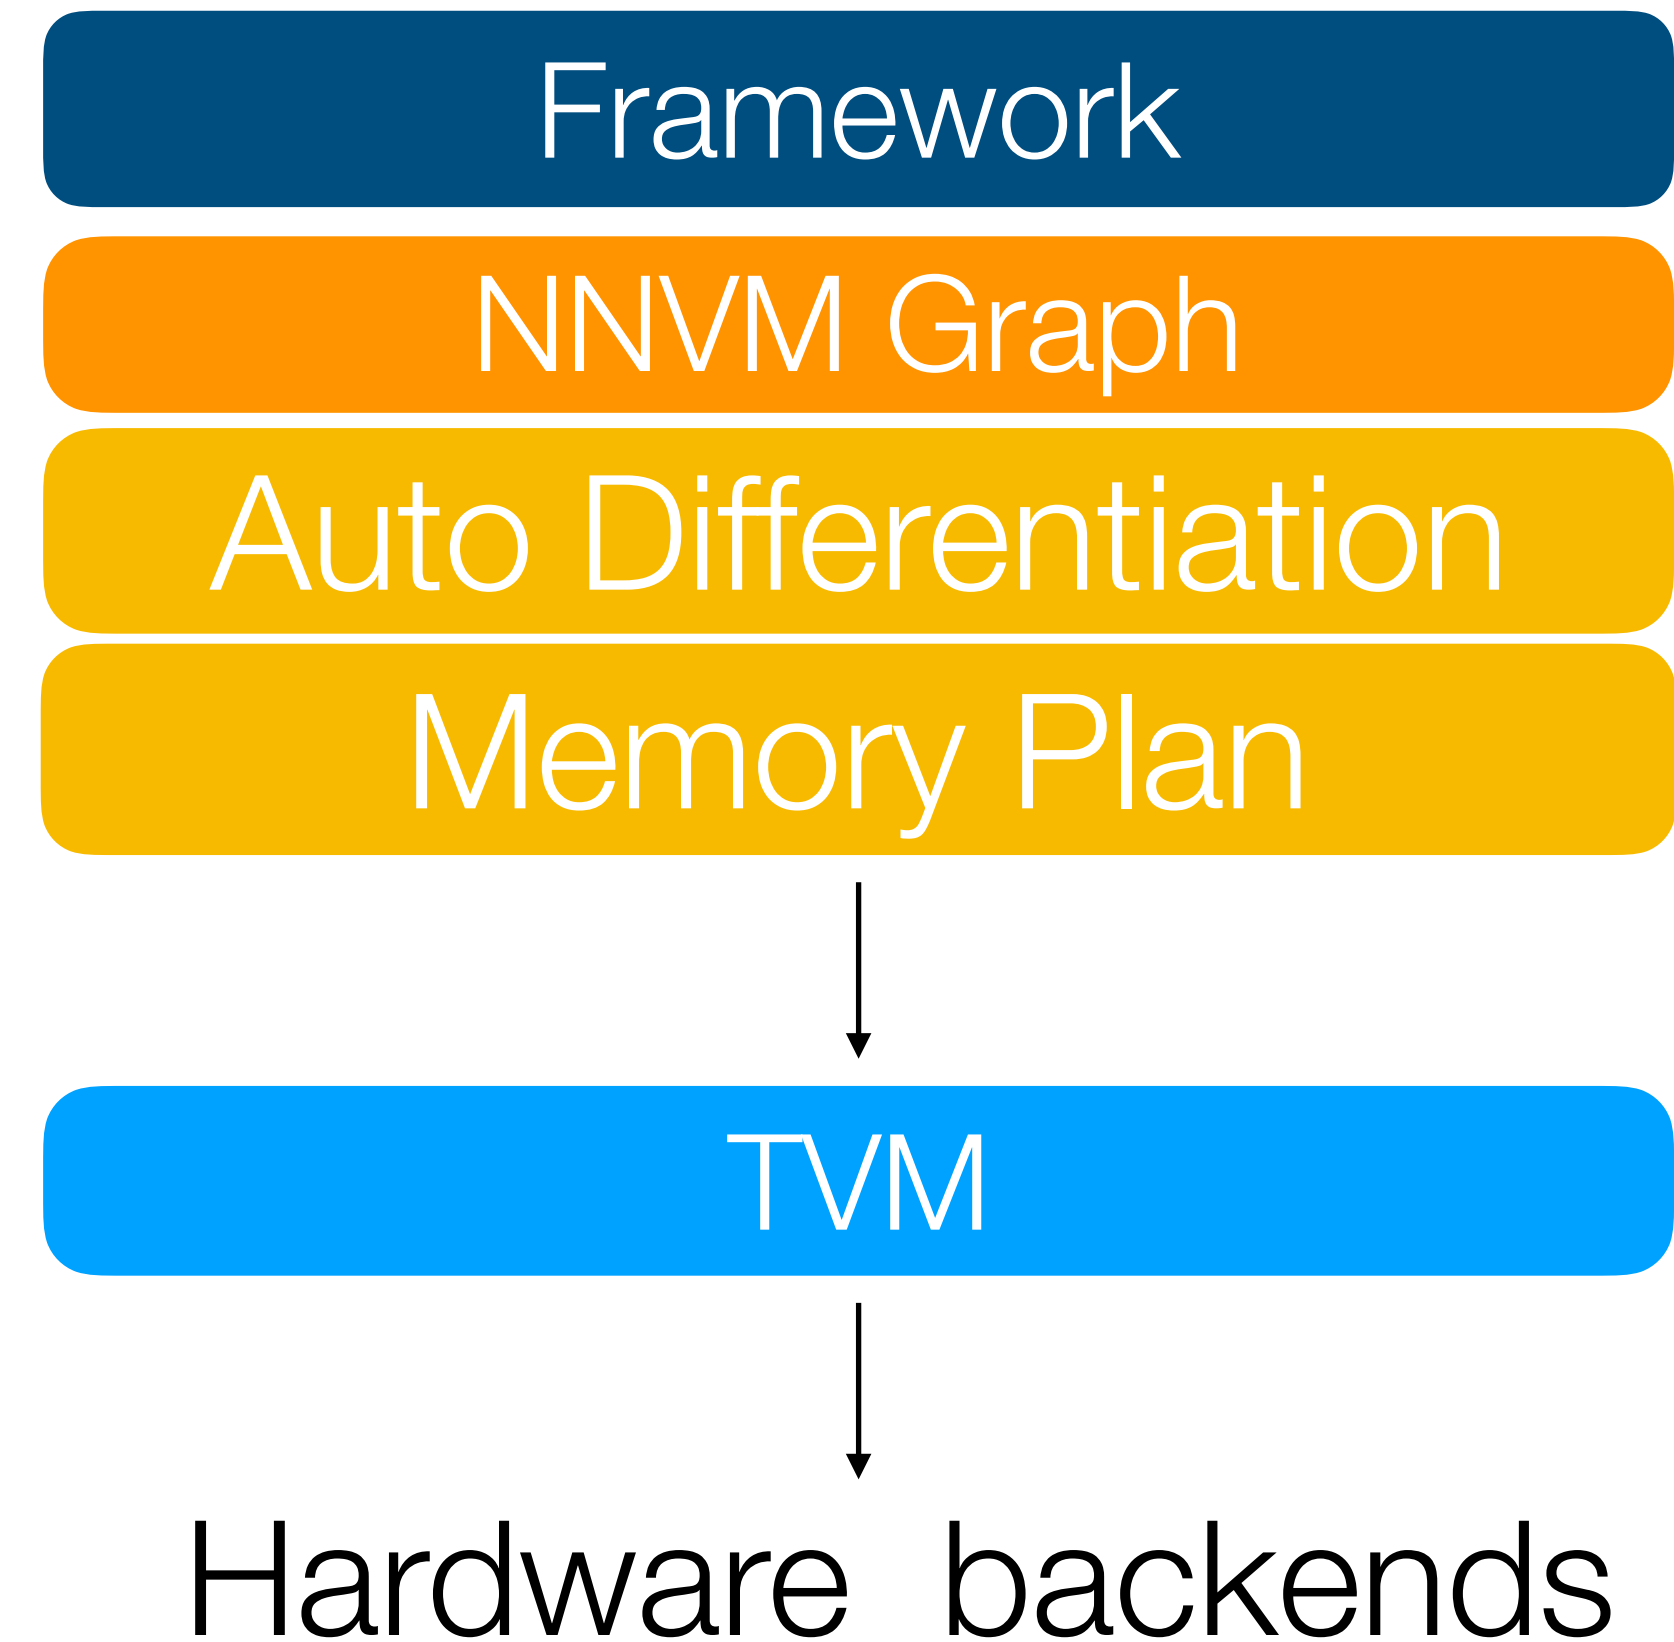 Framework
NNVM Graph
Auto Differentiation
Memory Plan
TVM
Hardware backends